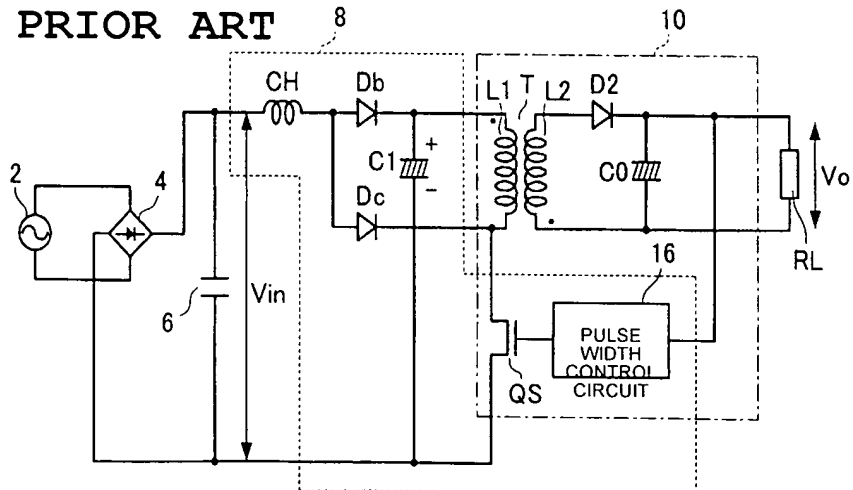 PRIOR ART
8
10
CH
Db
L1
T
L2
D2
C1
+
−
C0
Vo
2
4
Dc
RL
16
6
Vin
PULSE
WIDTH
CONTROL
CIRCUIT
QS